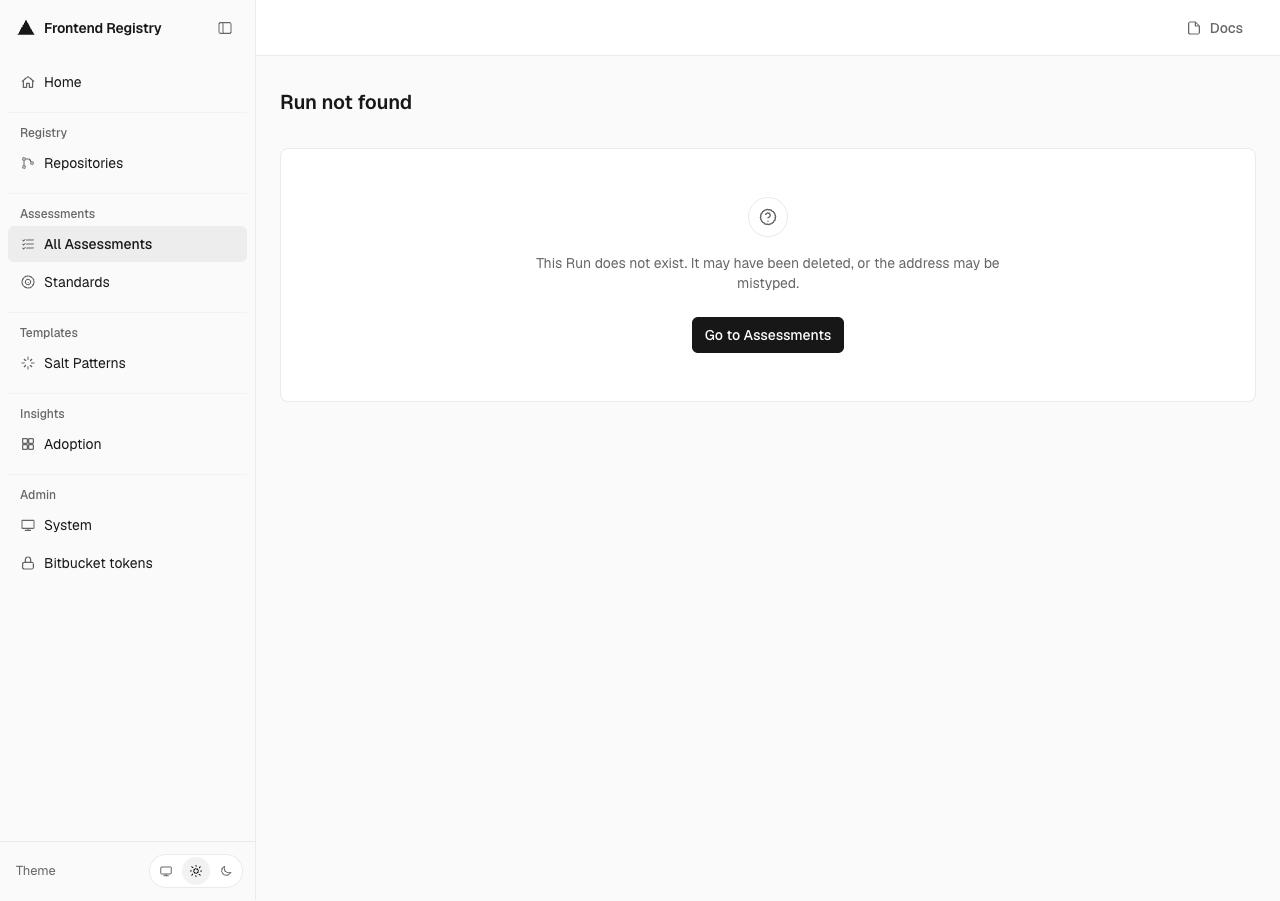 Frontend Registry
Docs
Home
Registry
Repositories
Assessments
All Assessments
Standards
Templates
Salt Patterns
Insights
Adoption
Admin
System
Bitbucket tokens
Theme
Run not found
This Run does not exist. It may have been deleted, or the address may be
mistyped.
Go to Assessments